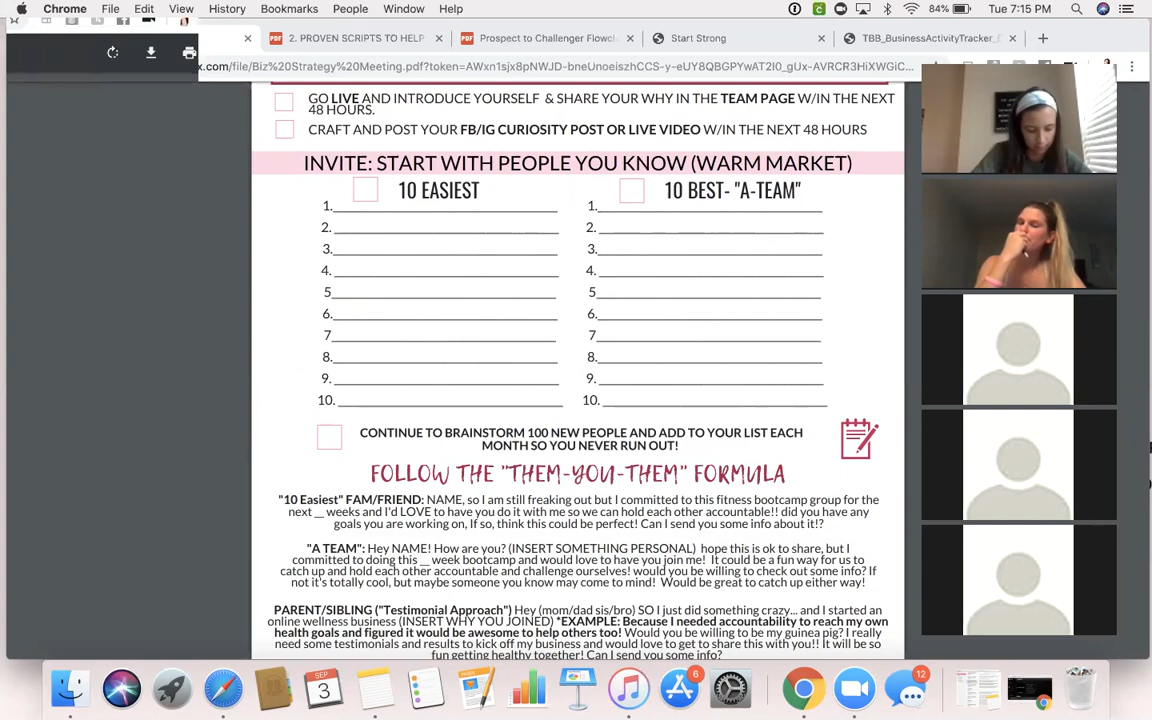 Chrome File Edit View History Bookmarks People Window Help 84% Tue 7:15 PM
2. PROVEN SCRIPTS TO HELP
Prospect to Challenger Flowch
Start Strong
TBB_BusinessActivityTracker_
x.com/file/Biz%20Strategy%20Meeting.pdf?token=
GO LIVE AND INTRODUCE YOURSELF & SHARE YOUR WHY IN THE TEAM PAGE W/IN THE NEXT
48 HOURS.
CRAFT AND POST YOUR FB/IG CURIOSITY POST OR LIVE VIDEO W/IN THE NEXT 48 HOURS
INVITE: START WITH PEOPLE YOU KNOW (WARM MARKET)
10 EASIEST
1.
2.
3.
4.
5
6.
7
8.
9.
10.
10 BEST- "A-TEAM"
1.
2.
3.
4.
5
6.
7
8.
9.
10.
CONTINUE TO BRAINSTORM 100 NEW PEOPLE AND ADD TO YOUR LIST EACH
MONTH SO YOU NEVER RUN OUT!
FOLLOW THE "THEM-YOU-THEM" FORMULA
"10 Easiest" FAM/FRIEND: NAME, so I am still freaking out but I committed to this fitness bootcamp group for the
next __ weeks and I'd LOVE to have you do it with me so we can hold each other accountable!! did you have any
goals you are working on, If so, think this could be perfect! Can I send you some info about it!?
"A TEAM": Hey NAME! How are you? (INSERT SOMETHING PERSONAL) hope this is ok to share, but I
committed to doing this __ week bootcamp and would love to have you join me! It could be a fun way for us to
catch up and hold each other accountable and challenge ourselves! would you be willing to check out some info? If
not it's totally cool, but maybe someone you know may come to mind! Would be great to catch up either way!
PARENT/SIBLING ("Testimonial Approach") Hey (mom/dad sis/bro) SO I just did something crazy... and I started an
online wellness business (INSERT WHY YOU JOINED) *EXAMPLE: Because I needed accountability to reach my own
health goals and figured it would be awesome to help others too! Would you be willing to be my guinea pig? I really
need some testimonials and results to kick off my business and would love to get to share this with you!! It will be so
fun getting healthy together! Can I send you some info?
SEP
3
6
12